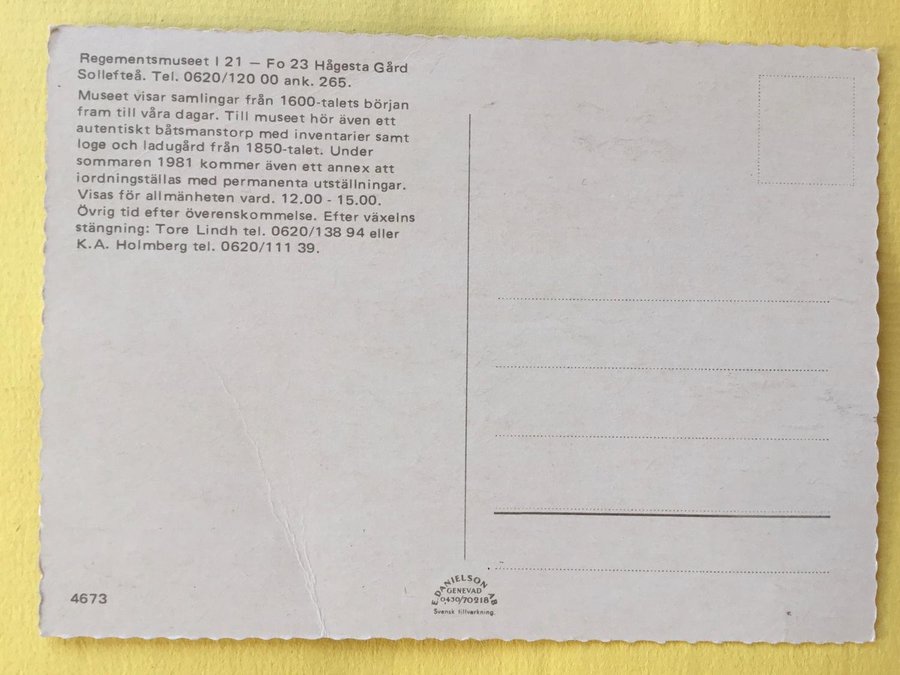 Regementsmuseet I 21 — Fo 23 Hågesta Gård
Sollefteå. Tel. 0620/120 00 ank. 265.
Museet visar samlingar från 1600-talets början
fram till våra dagar. Till museet hör även ett
autentiskt båtsmanstorp med inventarier samt
loge och ladugård från 1850-talet. Under
sommaren 1981 kommer även ett annex att
iordningställas med permanenta utställningar.
Visas för allmänheten vard. 12.00 - 15.00.
Övrig tid efter överenskommelse. Efter växelns
stängning: Tore Lindh tel. 0620/138 94 eller
K.A. Holmberg tel. 0620/111 39.
4673
E. DANIELSON AB
GENEVAD
0430/70218
Svensk tillverkning.